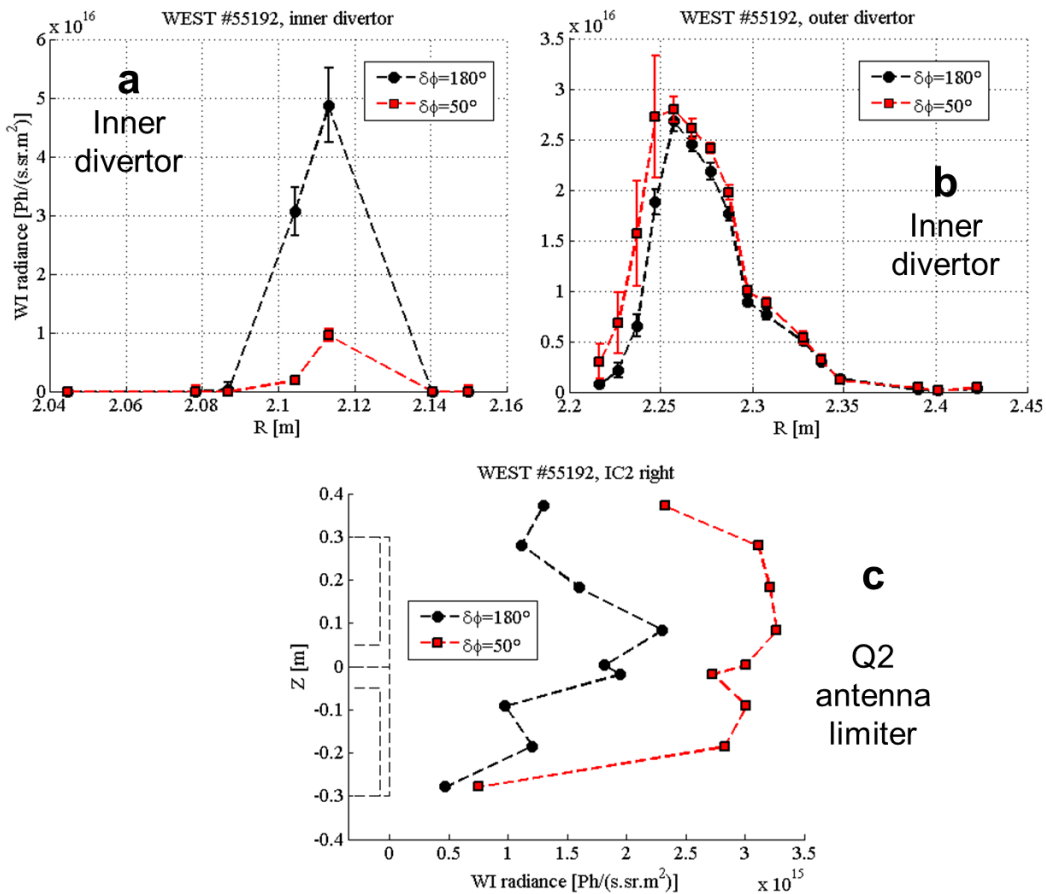 x 10^16
WEST #55192, inner divertor
6
5
4
3
2
1
0
WI radiance [Ph/(s.sr.m²)]
a
Inner
divertor
δϕ=180°
δϕ=50°
2.04 2.06 2.08 2.1 2.12 2.14 2.16
R [m]
x 10^16
WEST #55192, outer divertor
3.5
3
2.5
2
1.5
1
0.5
0
δϕ=180°
δϕ=50°
b
Inner
divertor
2.2 2.25 2.3 2.35 2.4 2.45
R [m]
WEST #55192, IC2 right
0.4
0.3
0.2
0.1
0
-0.1
-0.2
-0.3
-0.4
Z [m]
δϕ=180°
δϕ=50°
c
Q2
antenna
limiter
0 0.5 1 1.5 2 2.5 3 3.5
WI radiance [Ph/(s.sr.m²)]
x 10^15